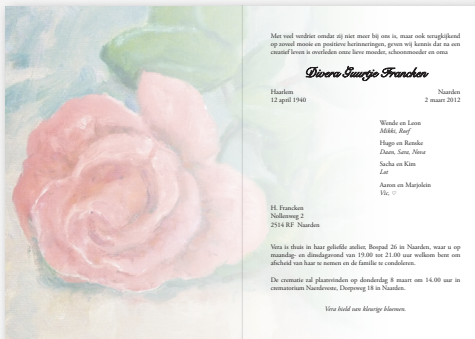 Met veel verdriet omdat zij niet meer bij ons is, maar ook terugkijkend
op zoveel mooie en positieve herinneringen, geven wij kennis dat na een
creatief leven is overleden onze lieve moeder, schoonmoeder en oma
Divera Guurtje Francken
Haarlem Naarden
12 april 1940 2 maart 2012
Wende en Leon
Mikki, Roef
Hugo en Renske
Daan, Sara, Nova
Sacha en Kim
Lot
Aaron en Marjolein
Vic, ♡
H. Francken
Nollenweg 2
2514 RF Naarden
Vera is thuis in haar geliefde atelier, Bospad 26 in Naarden, waar u op
maandag- en dinsdagavond van 19.00 tot 21.00 uur welkom bent om
afscheid van haar te nemen en de familie te condoleren.
De crematie zal plaatsvinden op donderdag 8 maart om 14.00 uur in
crematorium Naerdeveste, Dorpsweg 18 in Naarden.
Vera hield van kleurige bloemen.